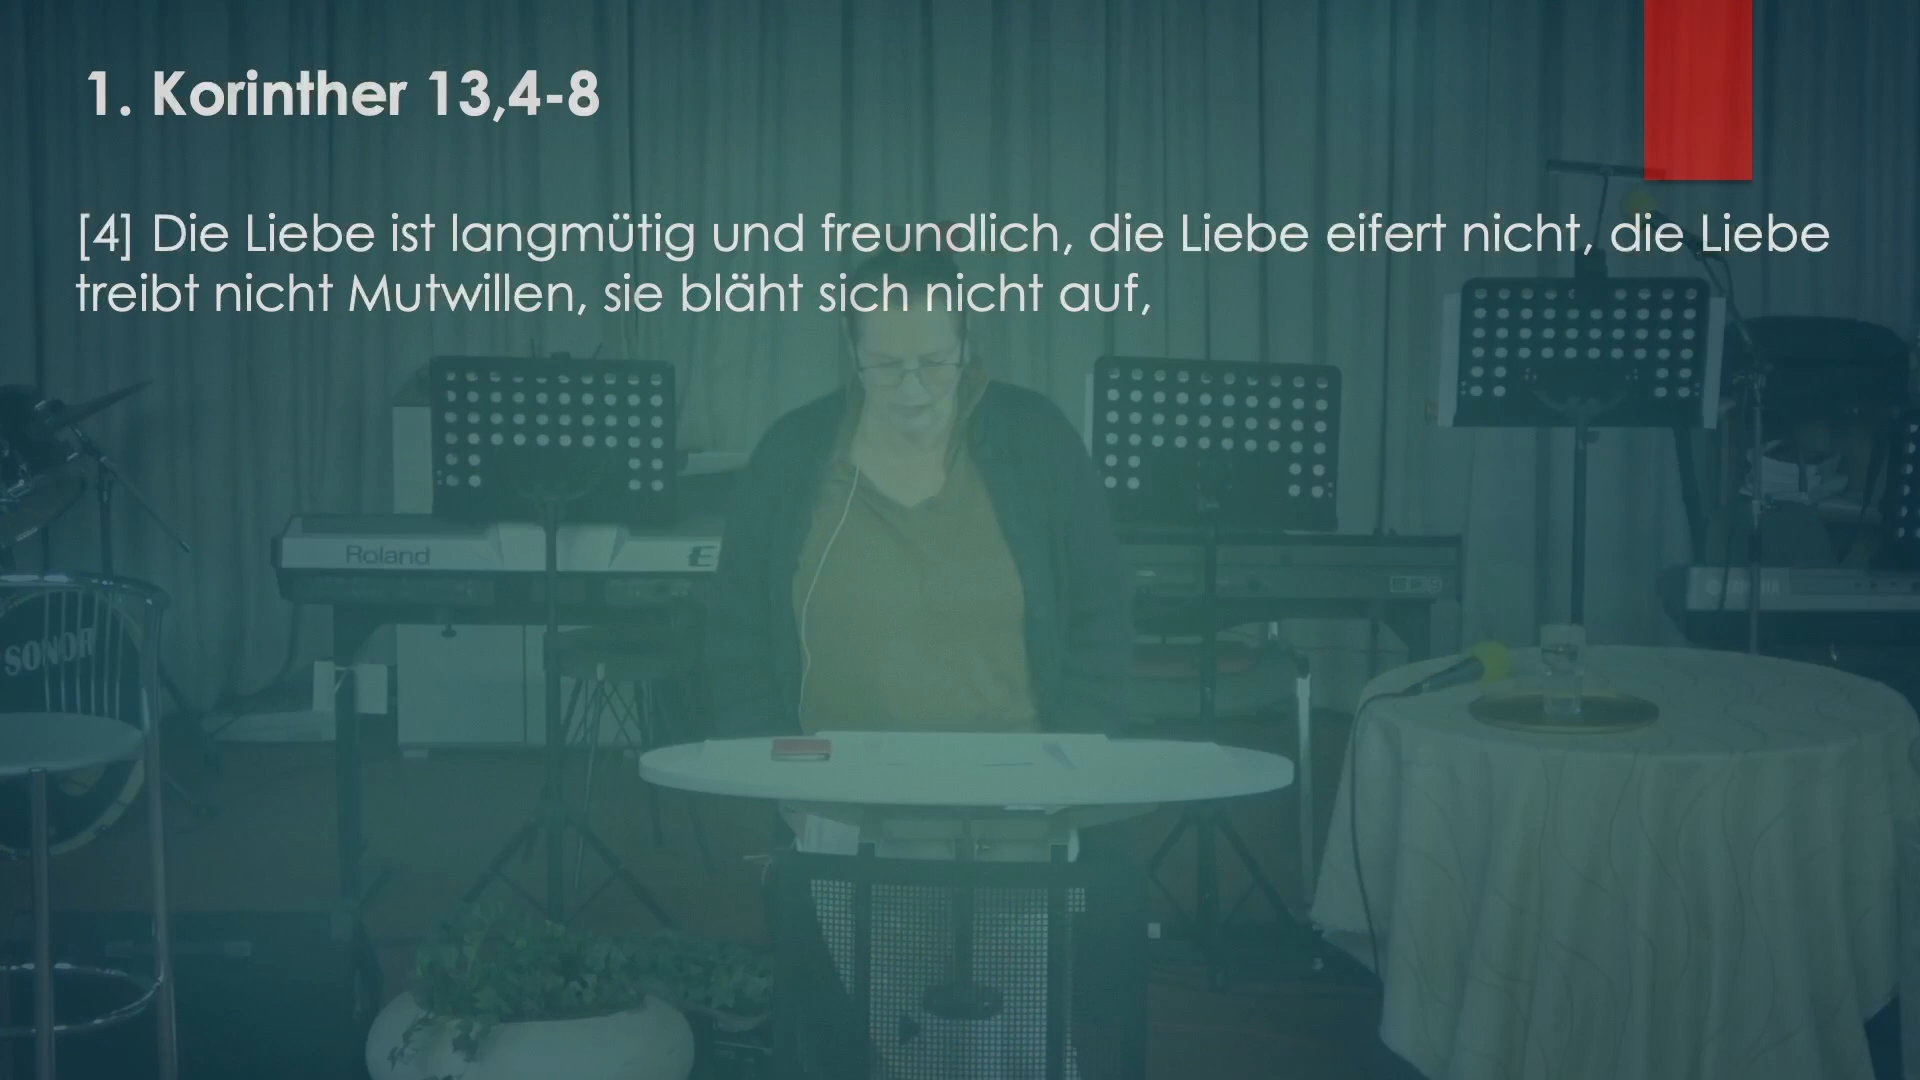 1. Korinther 13,4-8
[4] Die Liebe ist langmütig und freundlich, die Liebe eifert nicht, die Liebe
treibt nicht Mutwillen, sie bläht sich nicht auf,
Roland
E
SONOR
YAMAHA